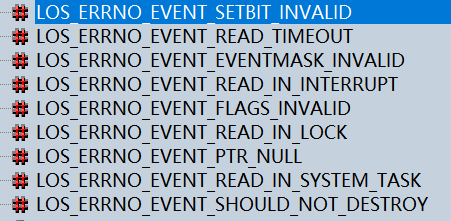 LOS_ERRNO_EVENT_SETBIT_INVALID
LOS_ERRNO_EVENT_READ_TIMEOUT
LOS_ERRNO_EVENT_EVENTMASK_INVALID
LOS_ERRNO_EVENT_READ_IN_INTERRUPT
LOS_ERRNO_EVENT_FLAGS_INVALID
LOS_ERRNO_EVENT_READ_IN_LOCK
LOS_ERRNO_EVENT_PTR_NULL
LOS_ERRNO_EVENT_READ_IN_SYSTEM_TASK
LOS_ERRNO_EVENT_SHOULD_NOT_DESTROY